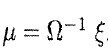 μ = Ω⁻¹ ξ.